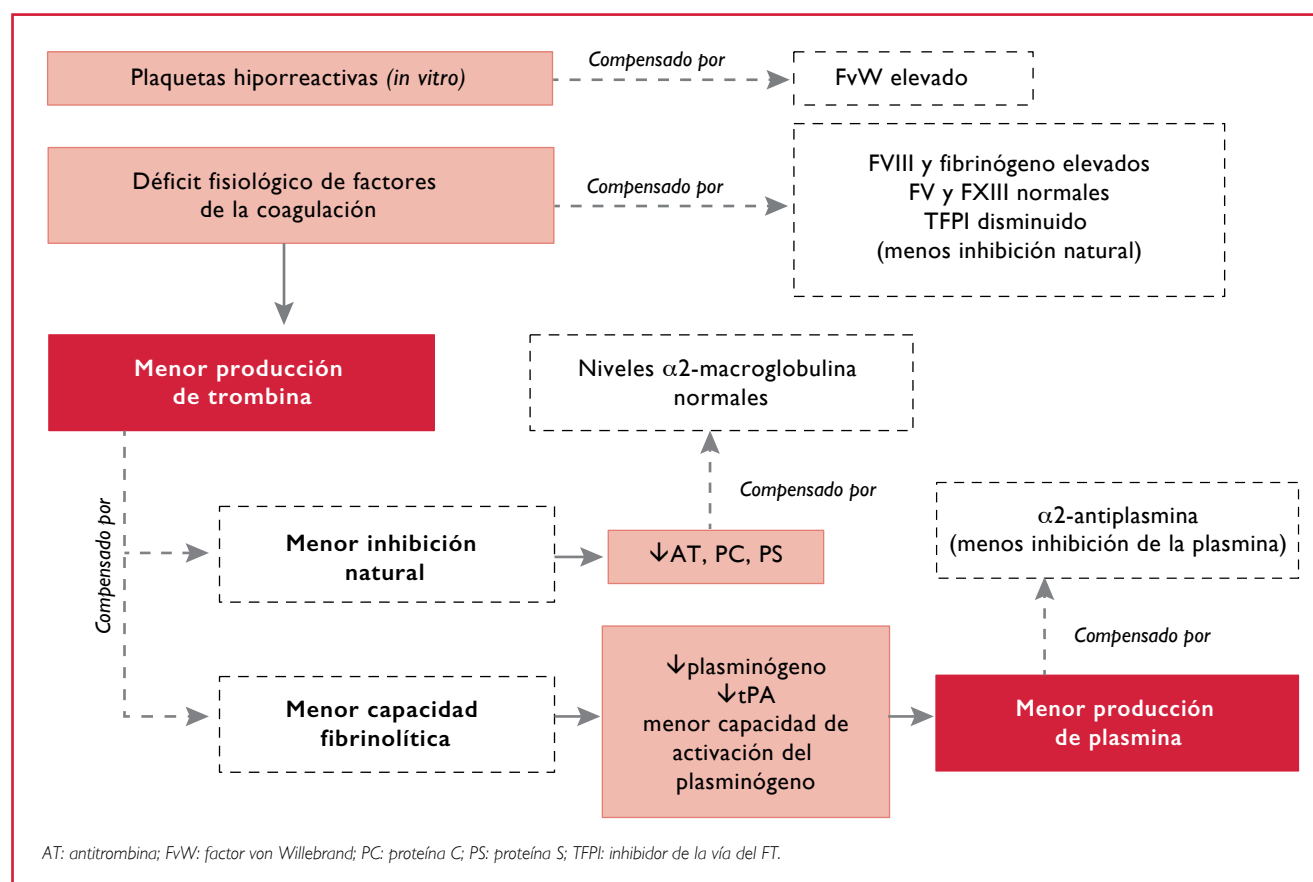 Plaquetas hiporreactivas (in vitro)
Compensado por
FvW elevado
Déficit fisiológico de factores
de la coagulación
Compensado por
FVIII y fibrinógeno elevados
FV y FXIII normales
TFPI disminuido
(menos inhibición natural)
Menor producción
de trombina
Niveles α2-macroglobulina
normales
Compensado por
Compensado por
Menor inhibición
natural
↓AT, PC, PS
α2-antiplasmina
(menos inhibición de la plasmina)
Compensado por
Menor capacidad
fibrinolítica
↓plasminógeno
↓tPA
menor capacidad de
activación del
plasminógeno
Menor producción
de plasmina
AT: antitrombina; FvW: factor von Willebrand; PC: proteína C; PS: proteína S; TFPI: inhibidor de la vía del FT.